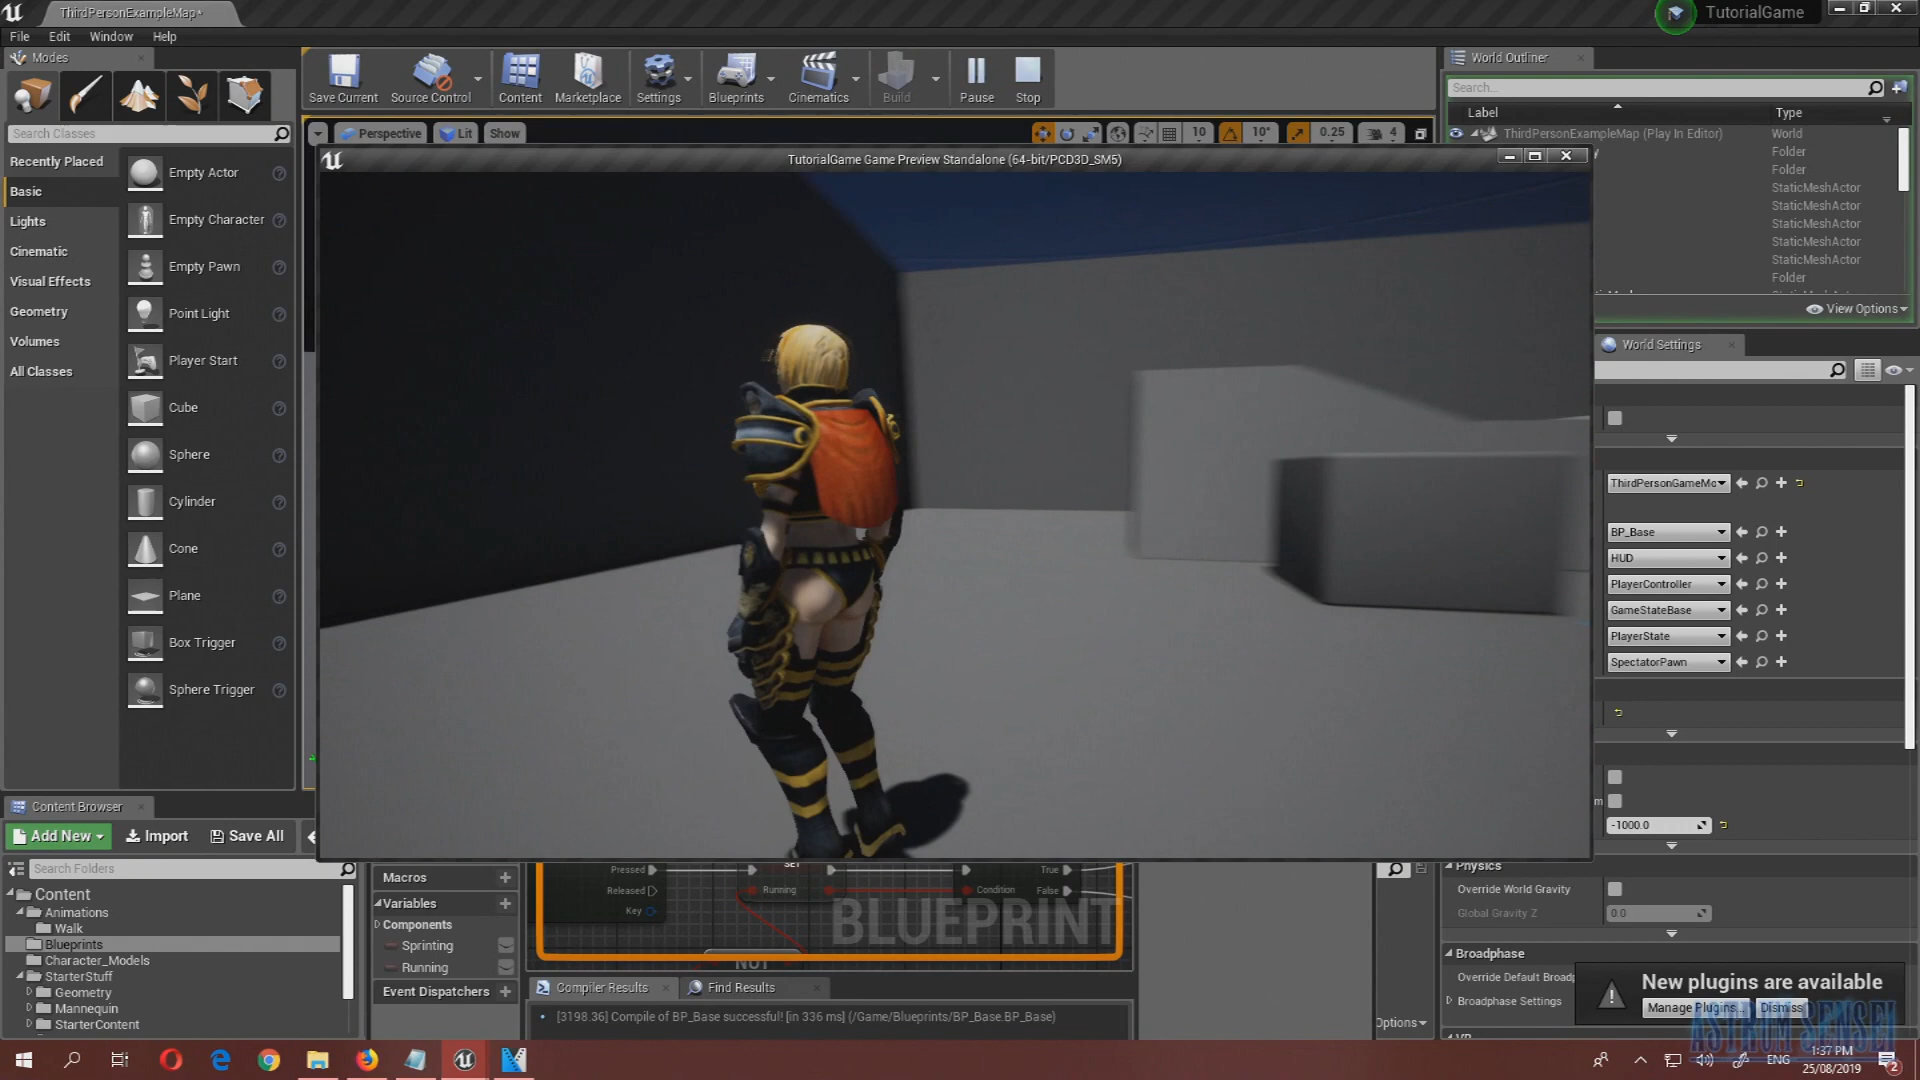 ThirdPersonExampleMap*
TutorialGame
File Edit Window Help
Modes
Save Current
Source Control
Content
Marketplace
Settings
Blueprints
Cinematics
Build
Pause
Stop
World Outliner
Search...
Label
Type
Search Classes
Perspective
Lit
Show
10
10°
0.25
4
ThirdPersonExampleMap (Play In Editor)
World
Folder
Folder
StaticMeshActor
StaticMeshActor
StaticMeshActor
StaticMeshActor
StaticMeshActor
Folder
View Options
TutorialGame Game Preview Standalone (64-bit/PCD3D_SM5)
Recently Placed
Basic
Lights
Cinematic
Visual Effects
Geometry
Volumes
All Classes
Empty Actor
Empty Character
Empty Pawn
Point Light
Player Start
Cube
Sphere
Cylinder
Cone
Plane
Box Trigger
Sphere Trigger
World Settings
ThirdPersonGameMo
BP_Base
HUD
PlayerController
GameStateBase
PlayerState
SpectatorPawn
-1000.0
Physics
Override World Gravity
Global Gravity Z
0.0
Broadphase
Override Default Broadp
Broadphase Settings
Content Browser
Add New
Import
Save All
Search Folders
Content
Animations
Walk
Blueprints
Character_Models
StarterStuff
Geometry
Mannequin
StarterContent
Macros
Variables
Components
Sprinting
Running
Event Dispatchers
Pressed
Released
Key
SET
Running
Condition
True
False
NOT
BLUEPRINT
Compiler Results
Find Results
[3198.36] Compile of BP_Base successful! [in 336 ms] (/Game/Blueprints/BP_Base.BP_Base)
Options
New plugins are available
Manage Plugins...
Dismiss
ASTRUM SENSEI
ENG
1:37 PM
25/08/2019
2